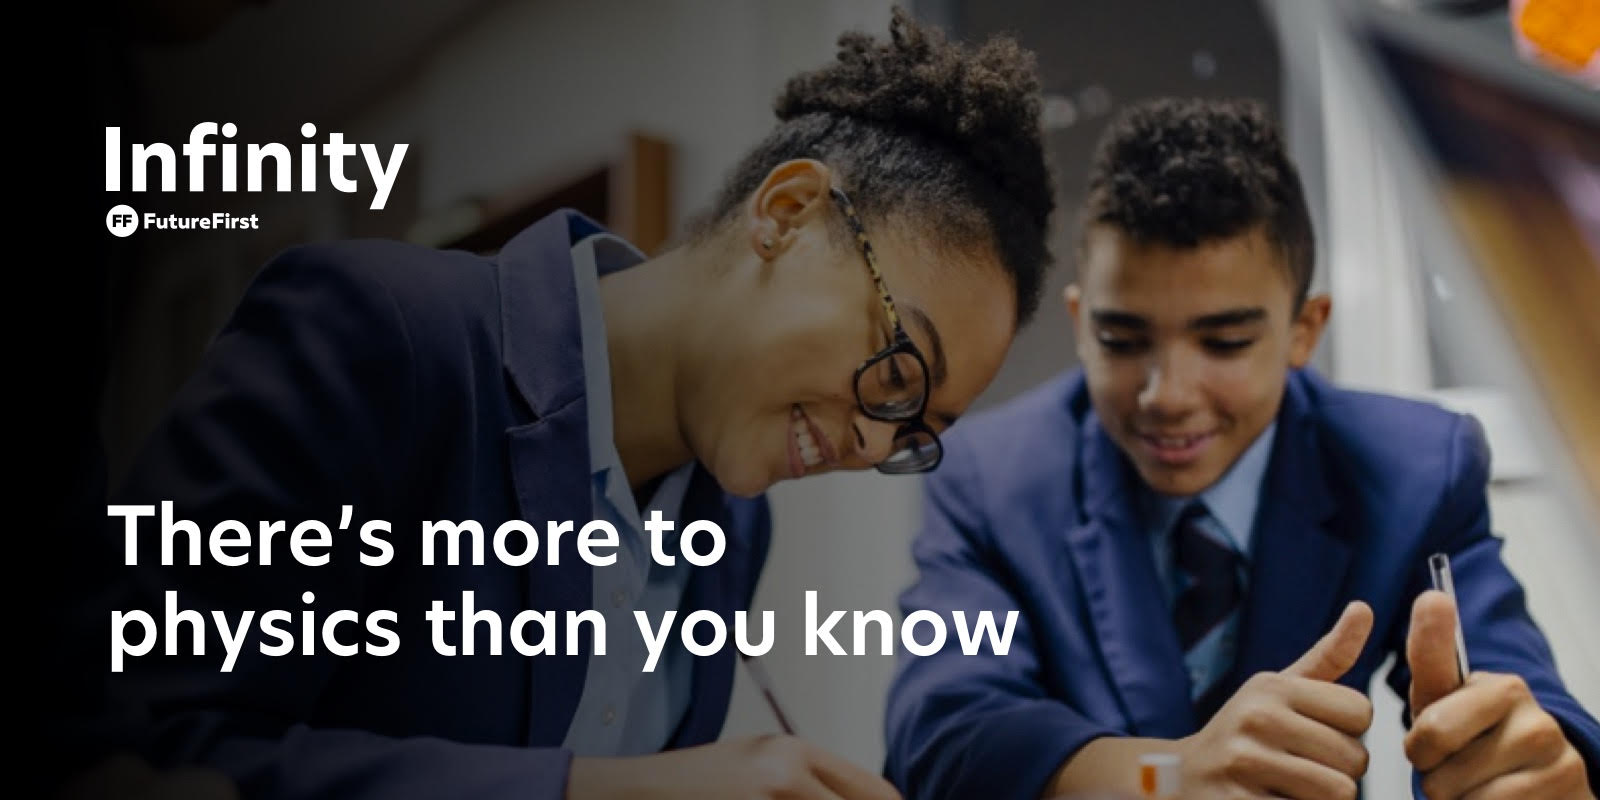 Infinity
FF FutureFirst
There’s more to
physics than you know